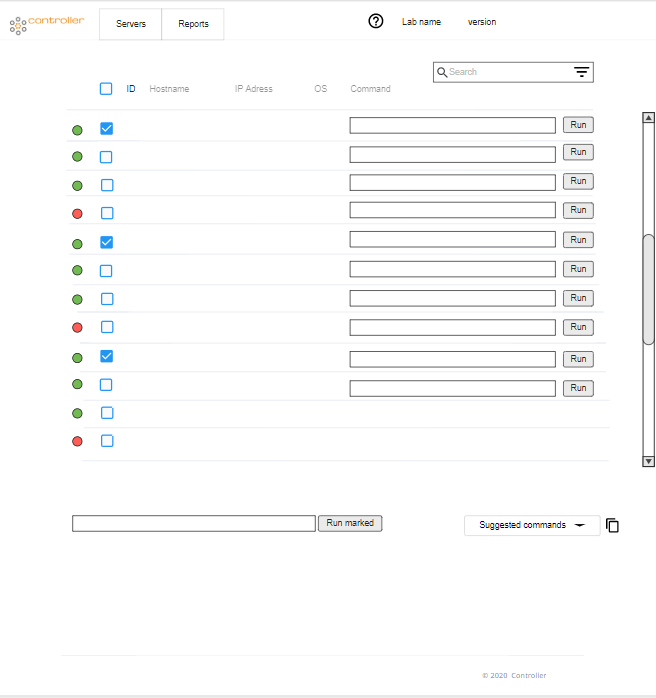 controller
Servers
Reports
Lab name
version
Search
ID
Hostname
IP Adress
OS
Command
Run
Run
Run
Run
Run
Run
Run
Run
Run
Run
Run marked
Suggested commands
© 2020 Controller